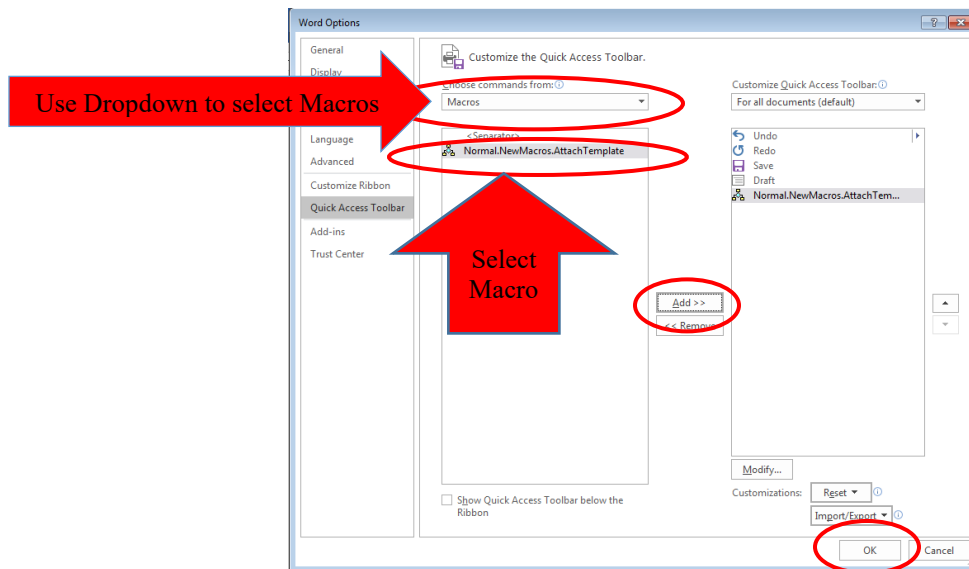 Word Options
General
Display
Language
Advanced
Customize Ribbon
Quick Access Toolbar
Add-ins
Trust Center
Use Dropdown to select Macros
Customize the Quick Access Toolbar.
Choose commands from:
Macros
<Separator>
Normal.NewMacros.AttachTemplate
Select
Macro
Show Quick Access Toolbar below the
Ribbon
Add >>
<< Remove
Customize Quick Access Toolbar:
For all documents (default)
Undo
Redo
Save
Draft
Normal.NewMacros.AttachTem...
Modify...
Customizations:
Reset
Import/Export
OK
Cancel